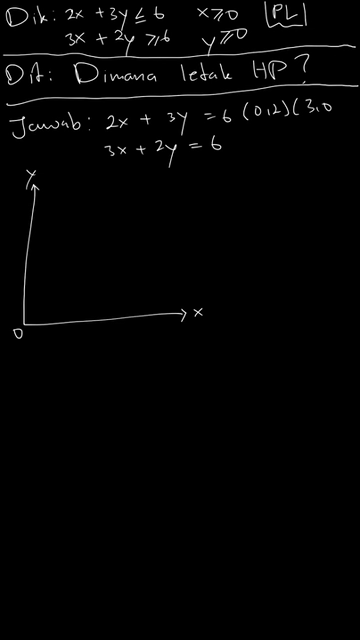 Dik: 2x + 3y ≤ 6 x ≥ 0 [PL]
3x + 2y ≥ 6 y ≥ 0
Dit: Dimana letak HP?
Jawab: 2x + 3y = 6 (0,2) (3,0
3x + 2y = 6
y
x
0